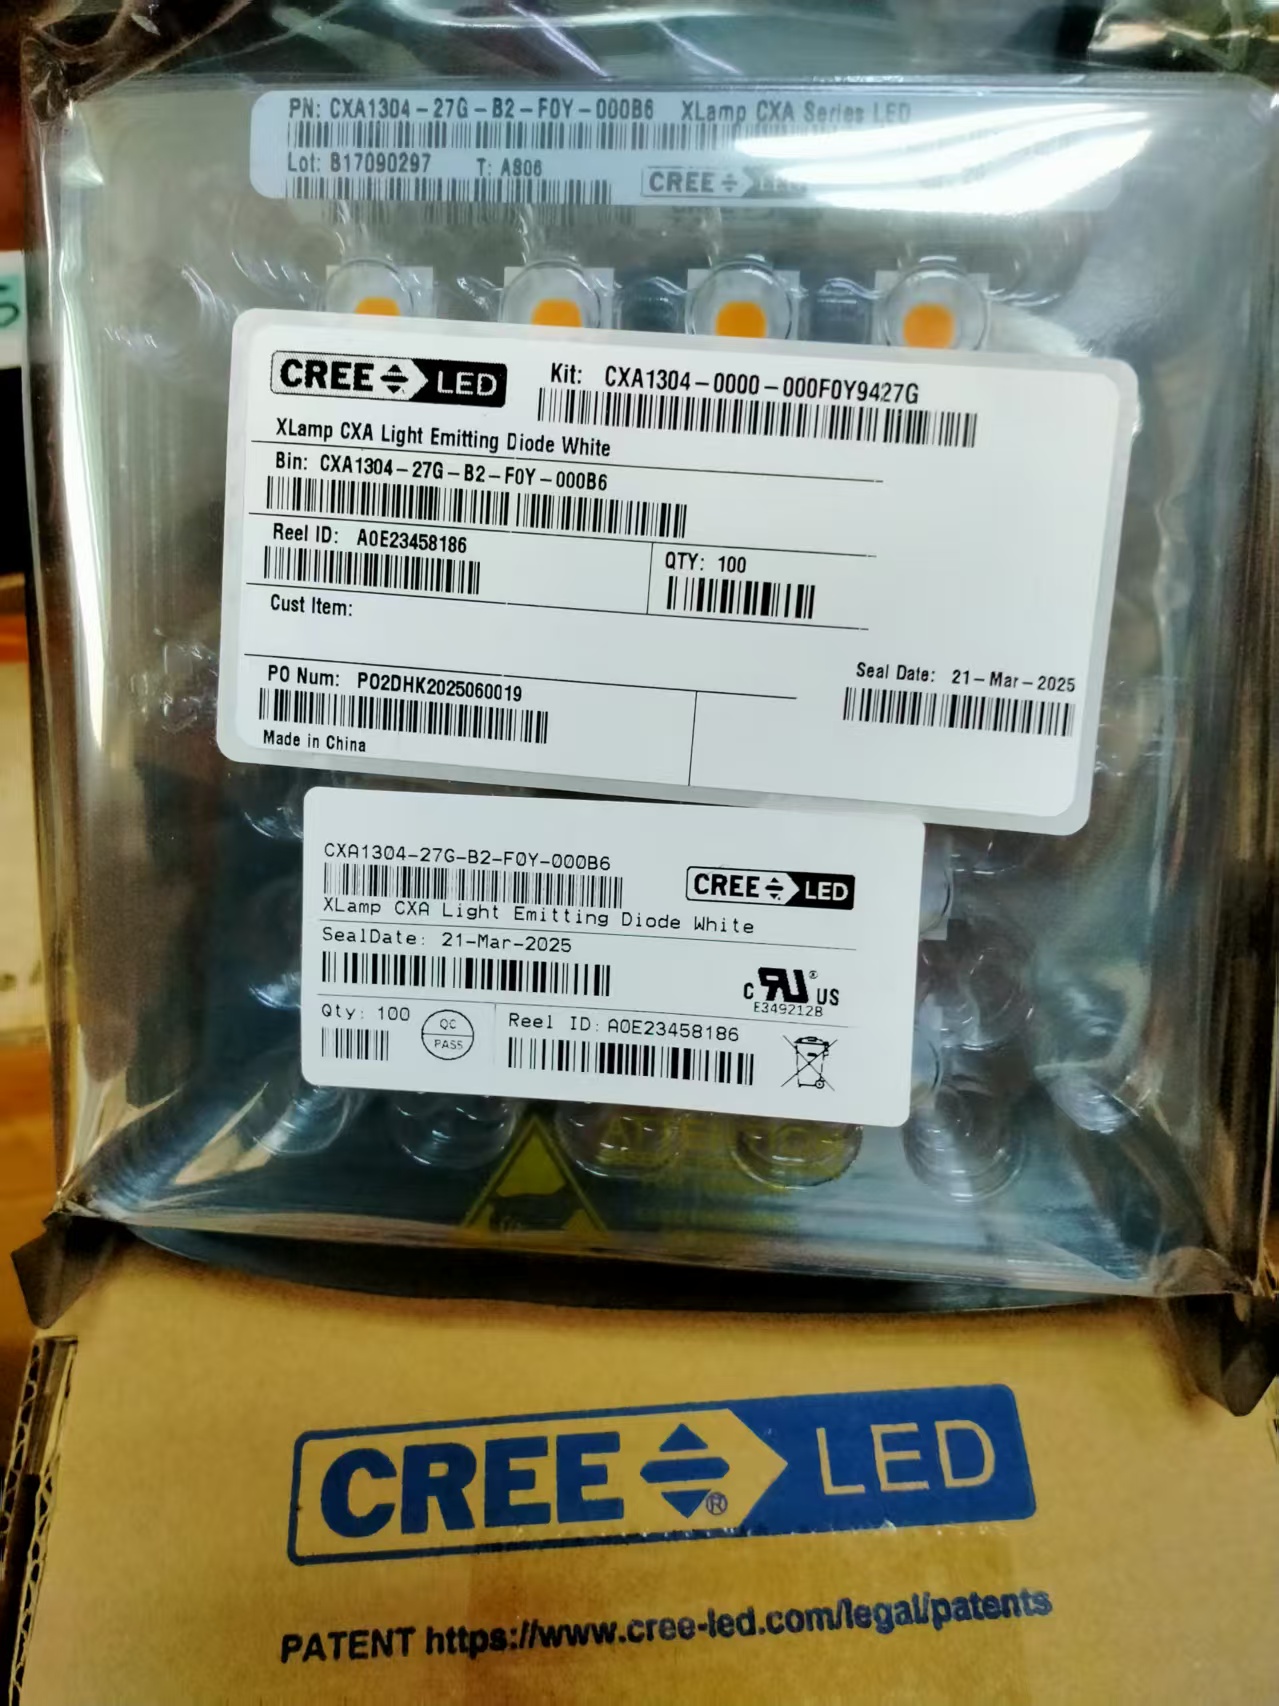 PN: CXA1304-27G-B2-F0Y-000B6 XLamp CXA Series LED
Lot: B17090297 T: AS06
CREE LED
CREE LED Kit: CXA1304-0000-000F0Y9427G
XLamp CXA Light Emitting Diode White
Bin: CXA1304-27G-B2-F0Y-000B6
Reel ID: A0E23458186 QTY: 100
Cust Item:
PO Num: PO2DHK2025060019 Seal Date: 21-Mar-2025
Made in China
CXA1304-27G-B2-F0Y-000B6
CREE LED
XLamp CXA Light Emitting Diode White
SealDate: 21-Mar-2025
C RU ® US
E349212B
Qty: 100 QC PASS Reel ID: A0E23458186
ATTENTION
CREE ® LED
PATENT https://www.cree-led.com/legal/patents